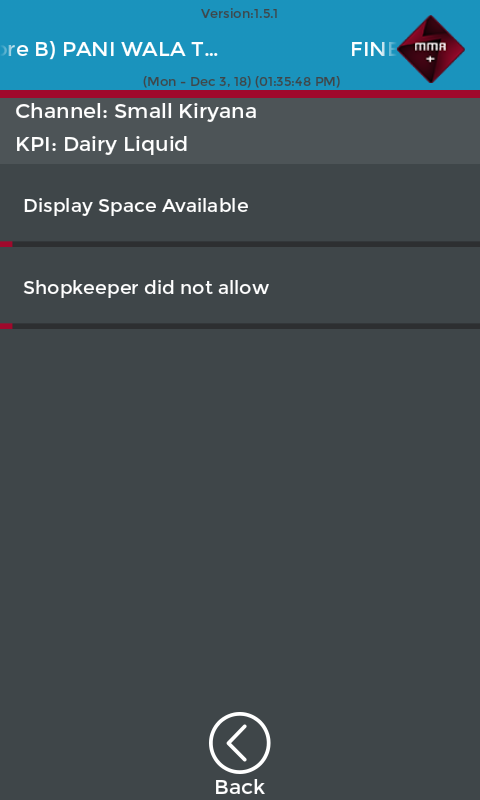 Version:1.5.1
re B) PANI WALA T... FINE
MMA
+
(Mon - Dec 3, 18) (01:35:48 PM)
Channel: Small Kiryana
KPI: Dairy Liquid
Display Space Available
Shopkeeper did not allow
Back